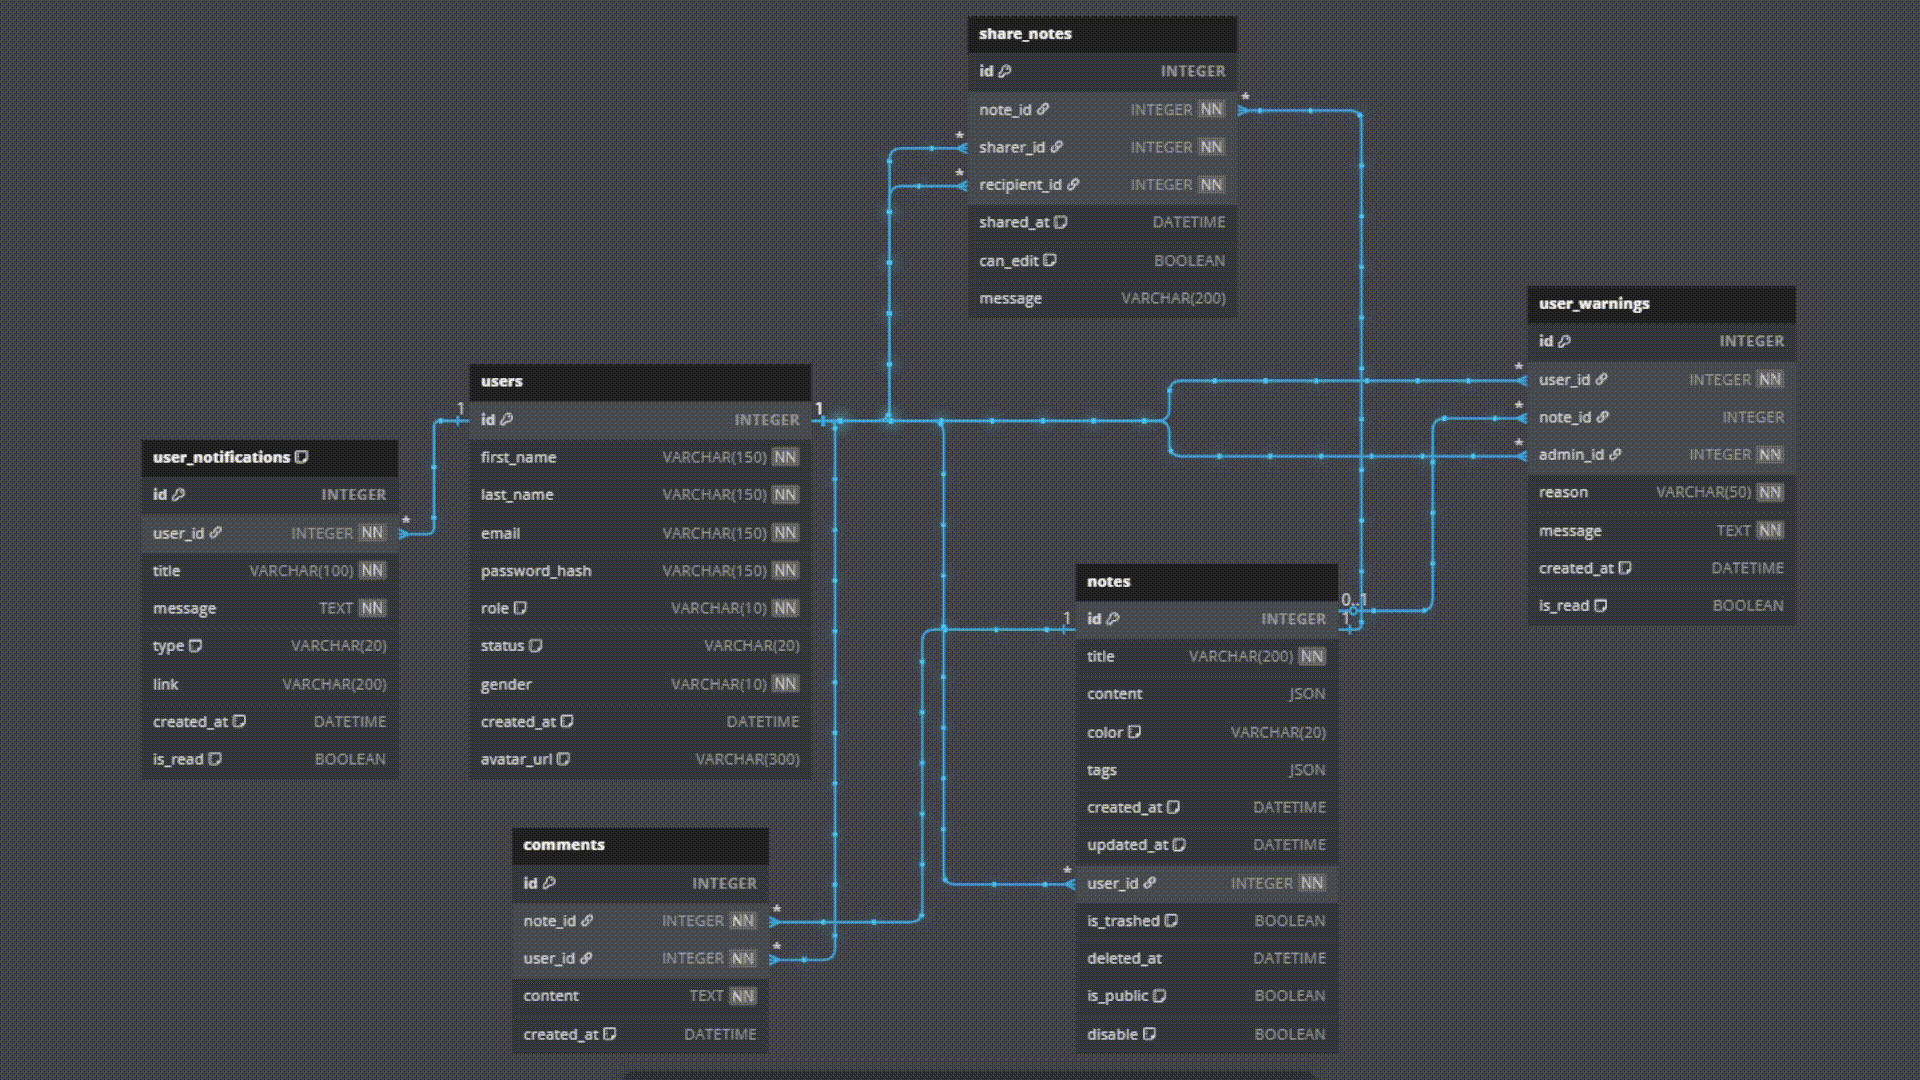 share_notes
id INTEGER
* note_id INTEGER NN
* sharer_id INTEGER NN
* recipient_id INTEGER NN
shared_at DATETIME
can_edit BOOLEAN
message VARCHAR(200)
user_warnings
id INTEGER
* user_id INTEGER NN
* note_id INTEGER
* admin_id INTEGER NN
reason VARCHAR(50) NN
message TEXT NN
created_at DATETIME
is_read BOOLEAN
users
1 id INTEGER 1
first_name VARCHAR(150) NN
last_name VARCHAR(150) NN
email VARCHAR(150) NN
password_hash VARCHAR(150) NN
role VARCHAR(10) NN
status VARCHAR(20)
gender VARCHAR(10) NN
created_at DATETIME
avatar_url VARCHAR(300)
user_notifications
id INTEGER
user_id INTEGER NN *
title VARCHAR(100) NN
message TEXT NN
type VARCHAR(20)
link VARCHAR(200)
created_at DATETIME
is_read BOOLEAN
notes
0..1
1 id INTEGER 1
title VARCHAR(200) NN
content JSON
color VARCHAR(20)
tags JSON
created_at DATETIME
updated_at DATETIME
* user_id INTEGER NN
is_trashed BOOLEAN
deleted_at DATETIME
is_public BOOLEAN
disable BOOLEAN
comments
id INTEGER
note_id INTEGER NN *
user_id INTEGER NN *
content TEXT NN
created_at DATETIME